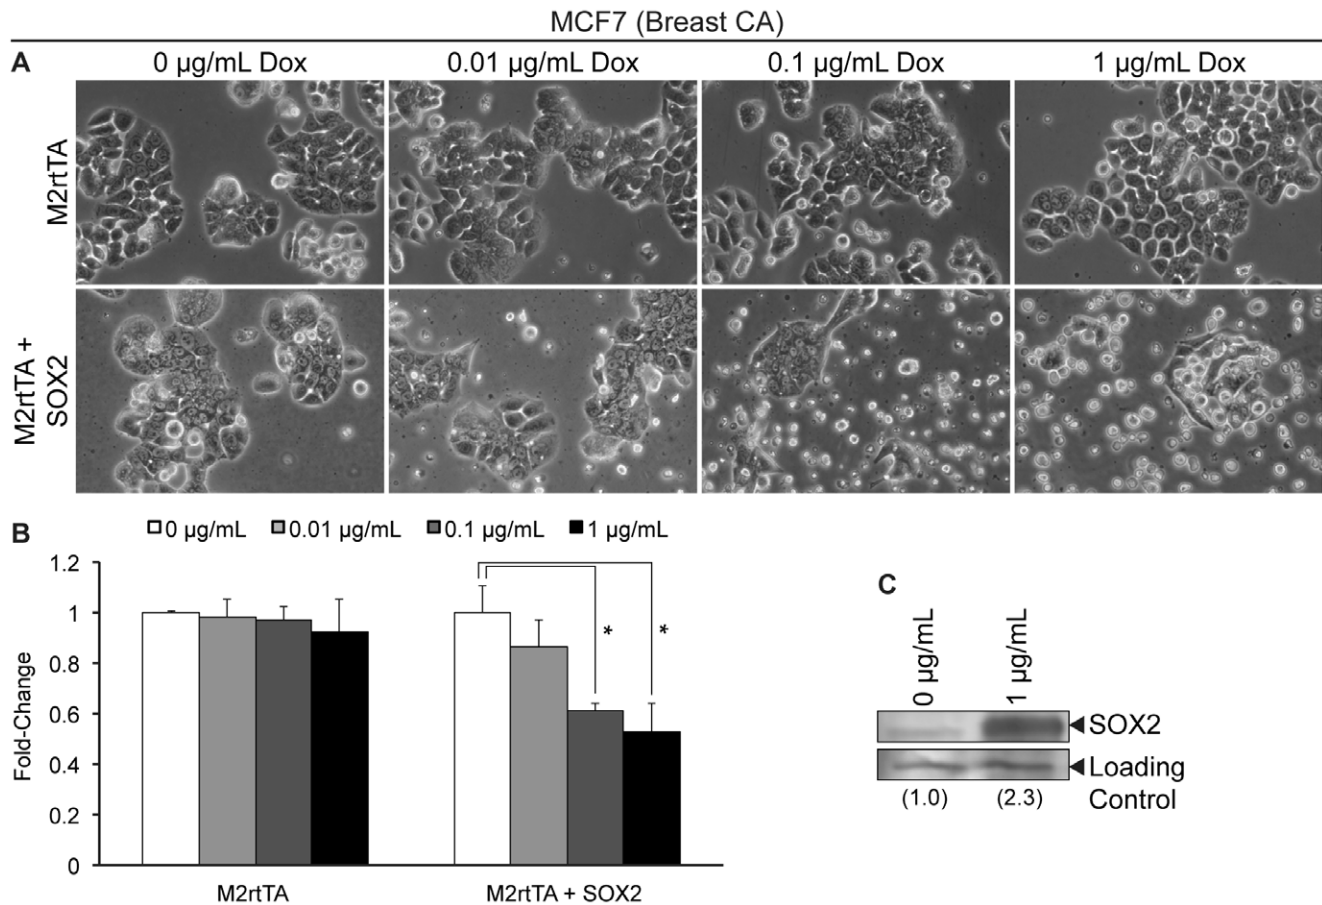 MCF7 (Breast CA)
A
0 µg/mL Dox
0.01 µg/mL Dox
0.1 µg/mL Dox
1 µg/mL Dox
M2rtTA
M2rtTA +
SOX2
B
0 µg/mL
0.01 µg/mL
0.1 µg/mL
1 µg/mL
Fold-Change
1.2
1
0.8
0.6
0.4
0.2
0
*
*
M2rtTA
M2rtTA + SOX2
C
0 µg/mL
1 µg/mL
SOX2
Loading
Control
(1.0)
(2.3)